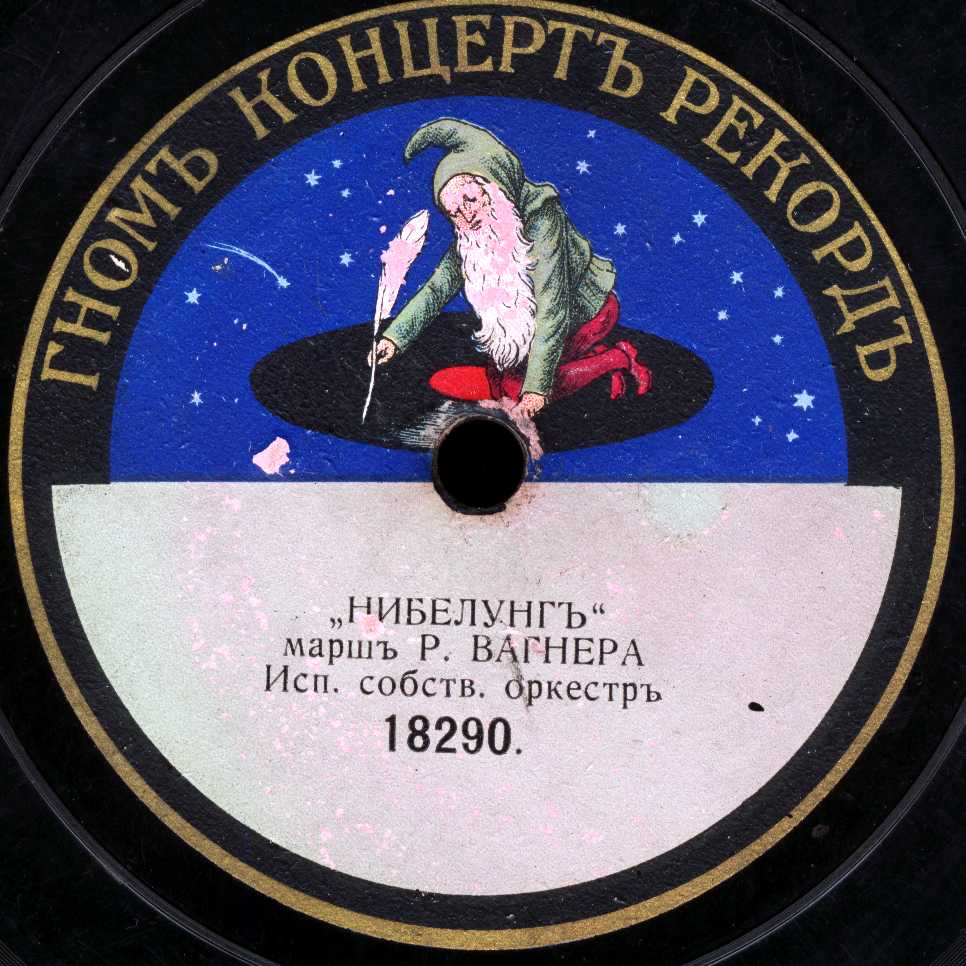 ГНОМЪ КОНЦЕРТЪ РЕКОРДЪ
„НИБЕЛУНГЪ“
маршъ Р. ВАГНЕРА
Исп. собств. оркестръ
18290.